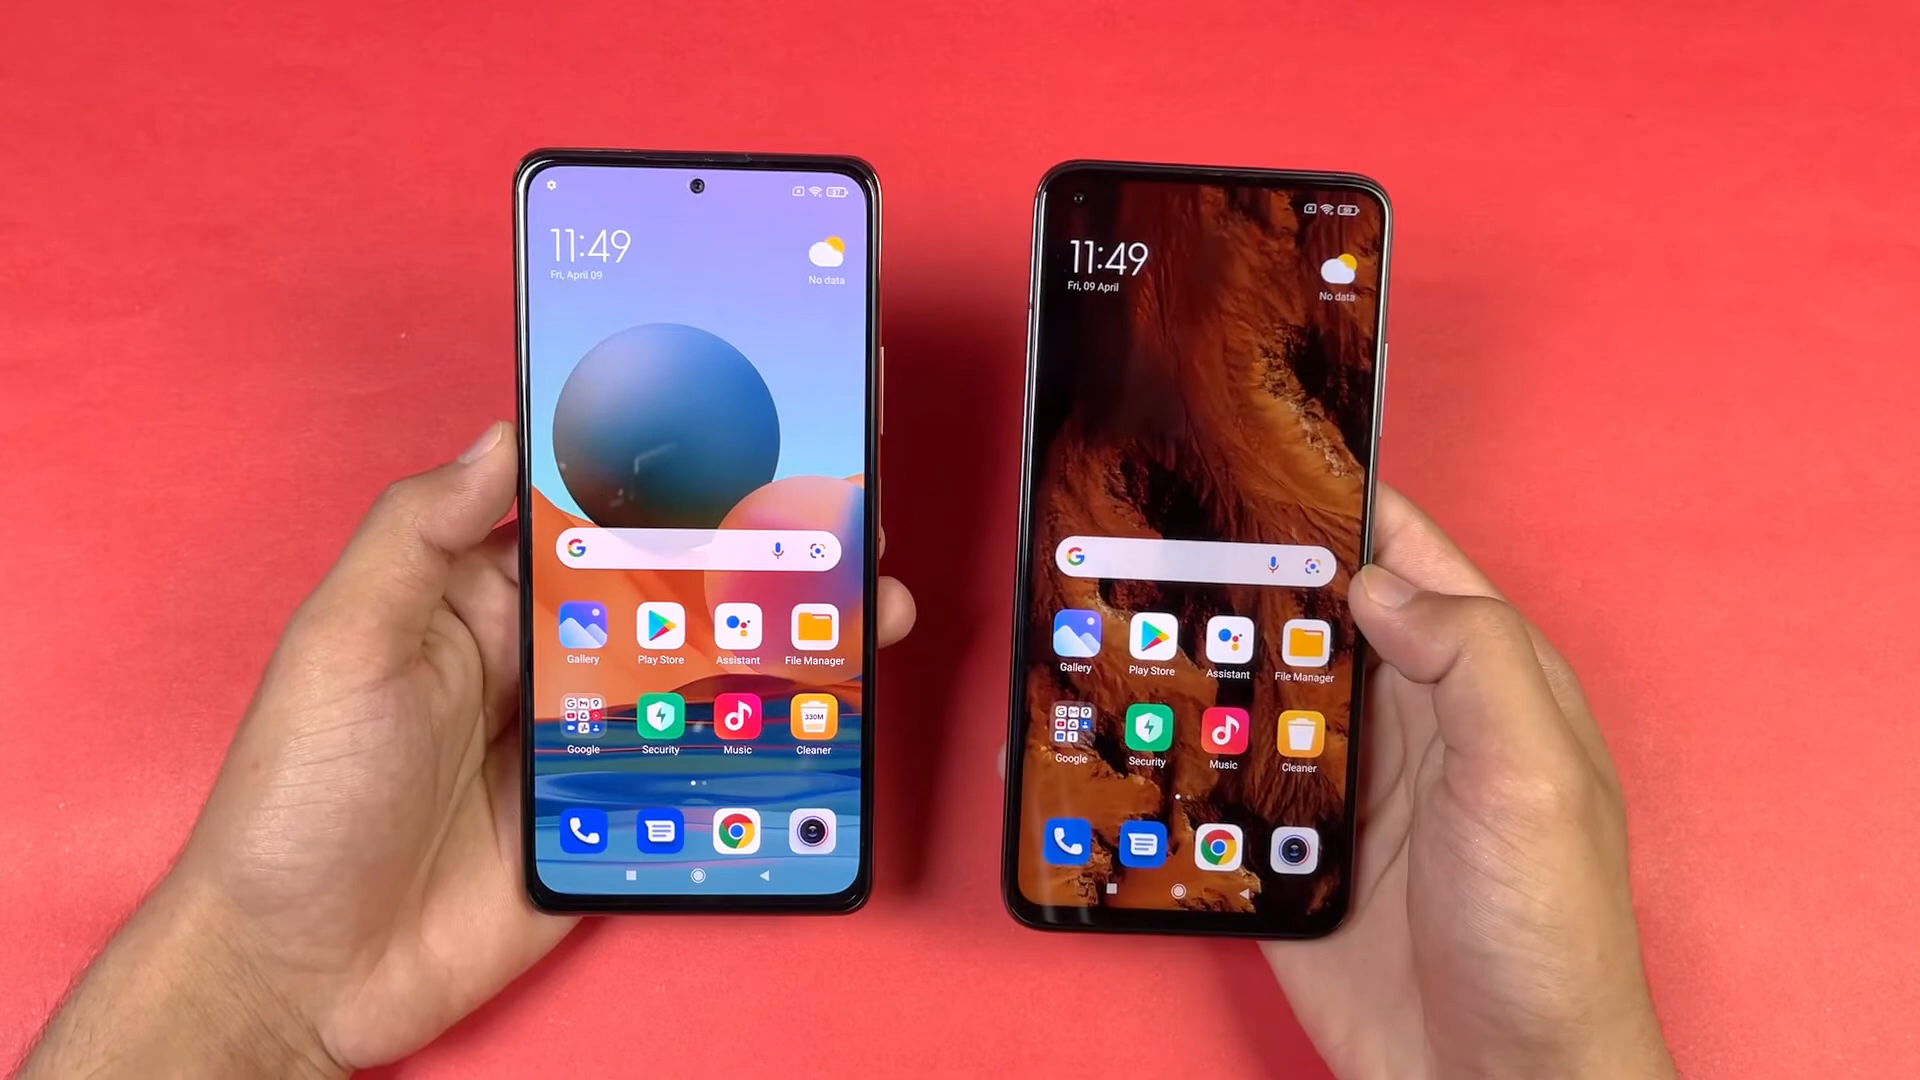 11:49
Fri, April 09
No data
Gallery
Play Store
Assistant
File Manager
Google
Security
Music
330M
Cleaner
11:49
Fri, 09 April
No data
Gallery
Play Store
Assistant
File Manager
Google
Security
Music
Cleaner